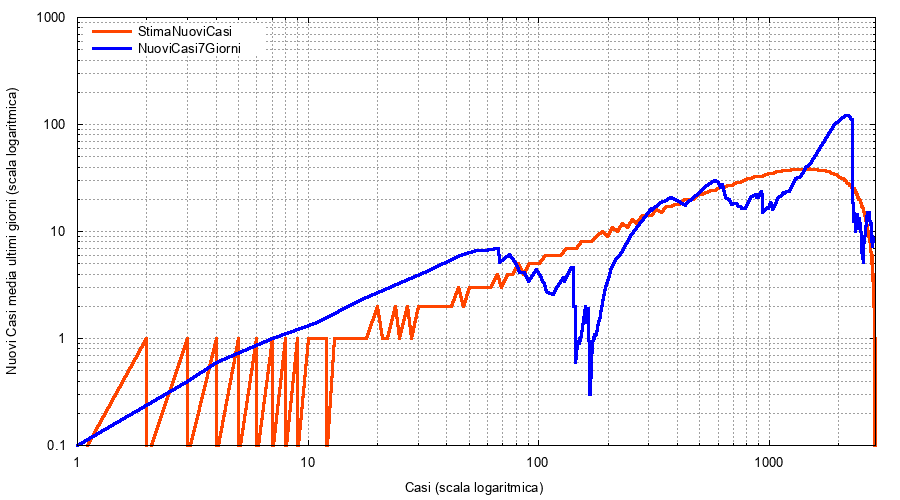 1000
100
10
1
0.1
Nuovi Casi media ultimi giorni (scala logaritmica)
StimaNuoviCasi
NuoviCasi7Giorni
1 10 100 1000
Casi (scala logaritmica)